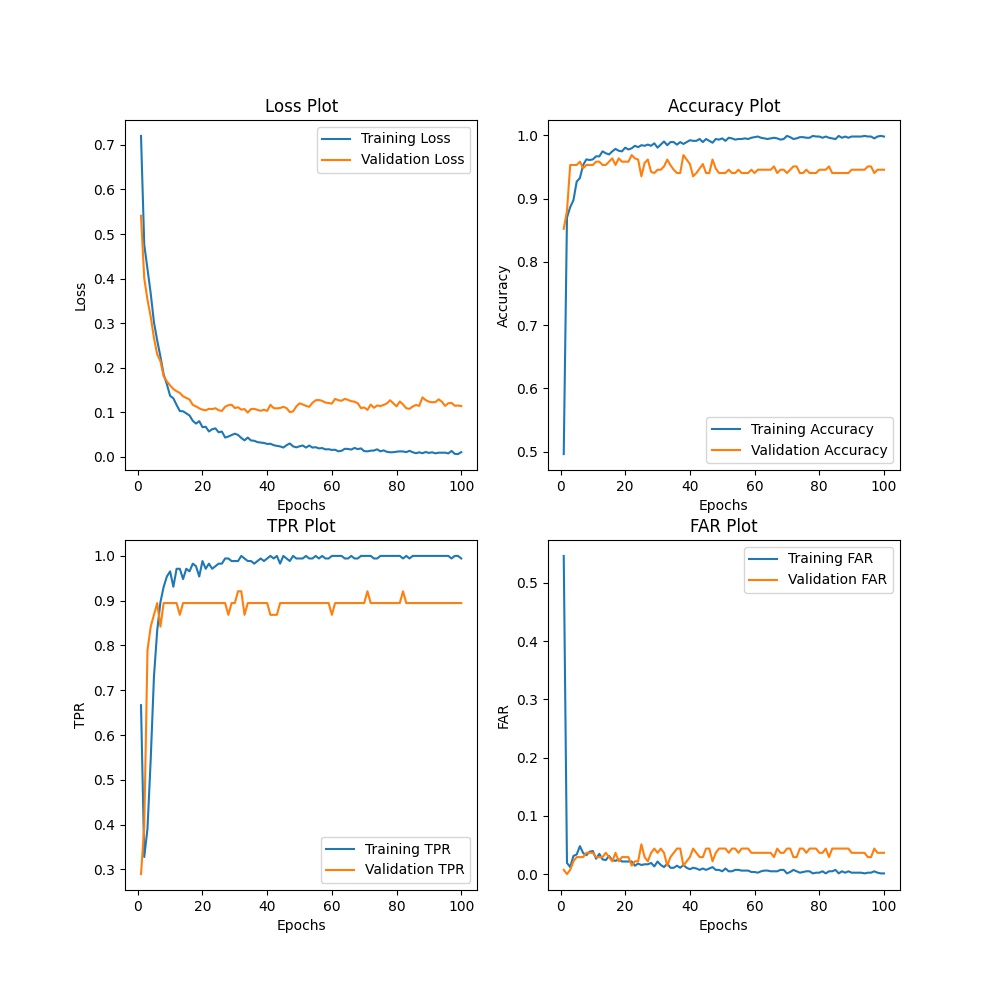 Loss Plot
Training Loss
Validation Loss
0.7
0.6
0.5
0.4
0.3
0.2
0.1
0.0
Loss
0 20 40 60 80 100
Epochs
Accuracy Plot
1.0
0.9
0.8
0.7
0.6
0.5
Accuracy
Training Accuracy
Validation Accuracy
0 20 40 60 80 100
Epochs
TPR Plot
1.0
0.9
0.8
0.7
0.6
0.5
0.4
0.3
TPR
Training TPR
Validation TPR
0 20 40 60 80 100
Epochs
FAR Plot
Training FAR
Validation FAR
0.5
0.4
0.3
0.2
0.1
0.0
FAR
0 20 40 60 80 100
Epochs